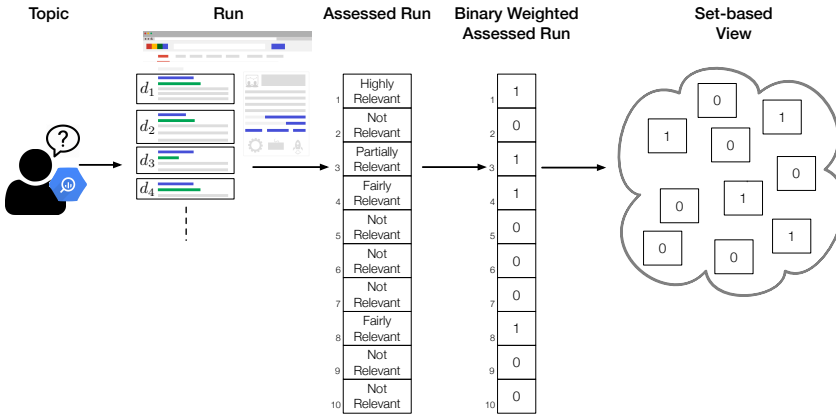 Topic
Run
Assessed Run
Binary Weighted
Assessed Run
Set-based
View
?
d1
d2
d3
d4
1 Highly
Relevant
2 Not
Relevant
3 Partially
Relevant
4 Fairly
Relevant
5 Not
Relevant
6 Not
Relevant
7 Not
Relevant
8 Fairly
Relevant
9 Not
Relevant
10 Not
Relevant
1 1
2 0
3 1
4 1
5 0
6 0
7 0
8 1
9 0
10 0
0
1
1
0
0
0
1
1
0
0